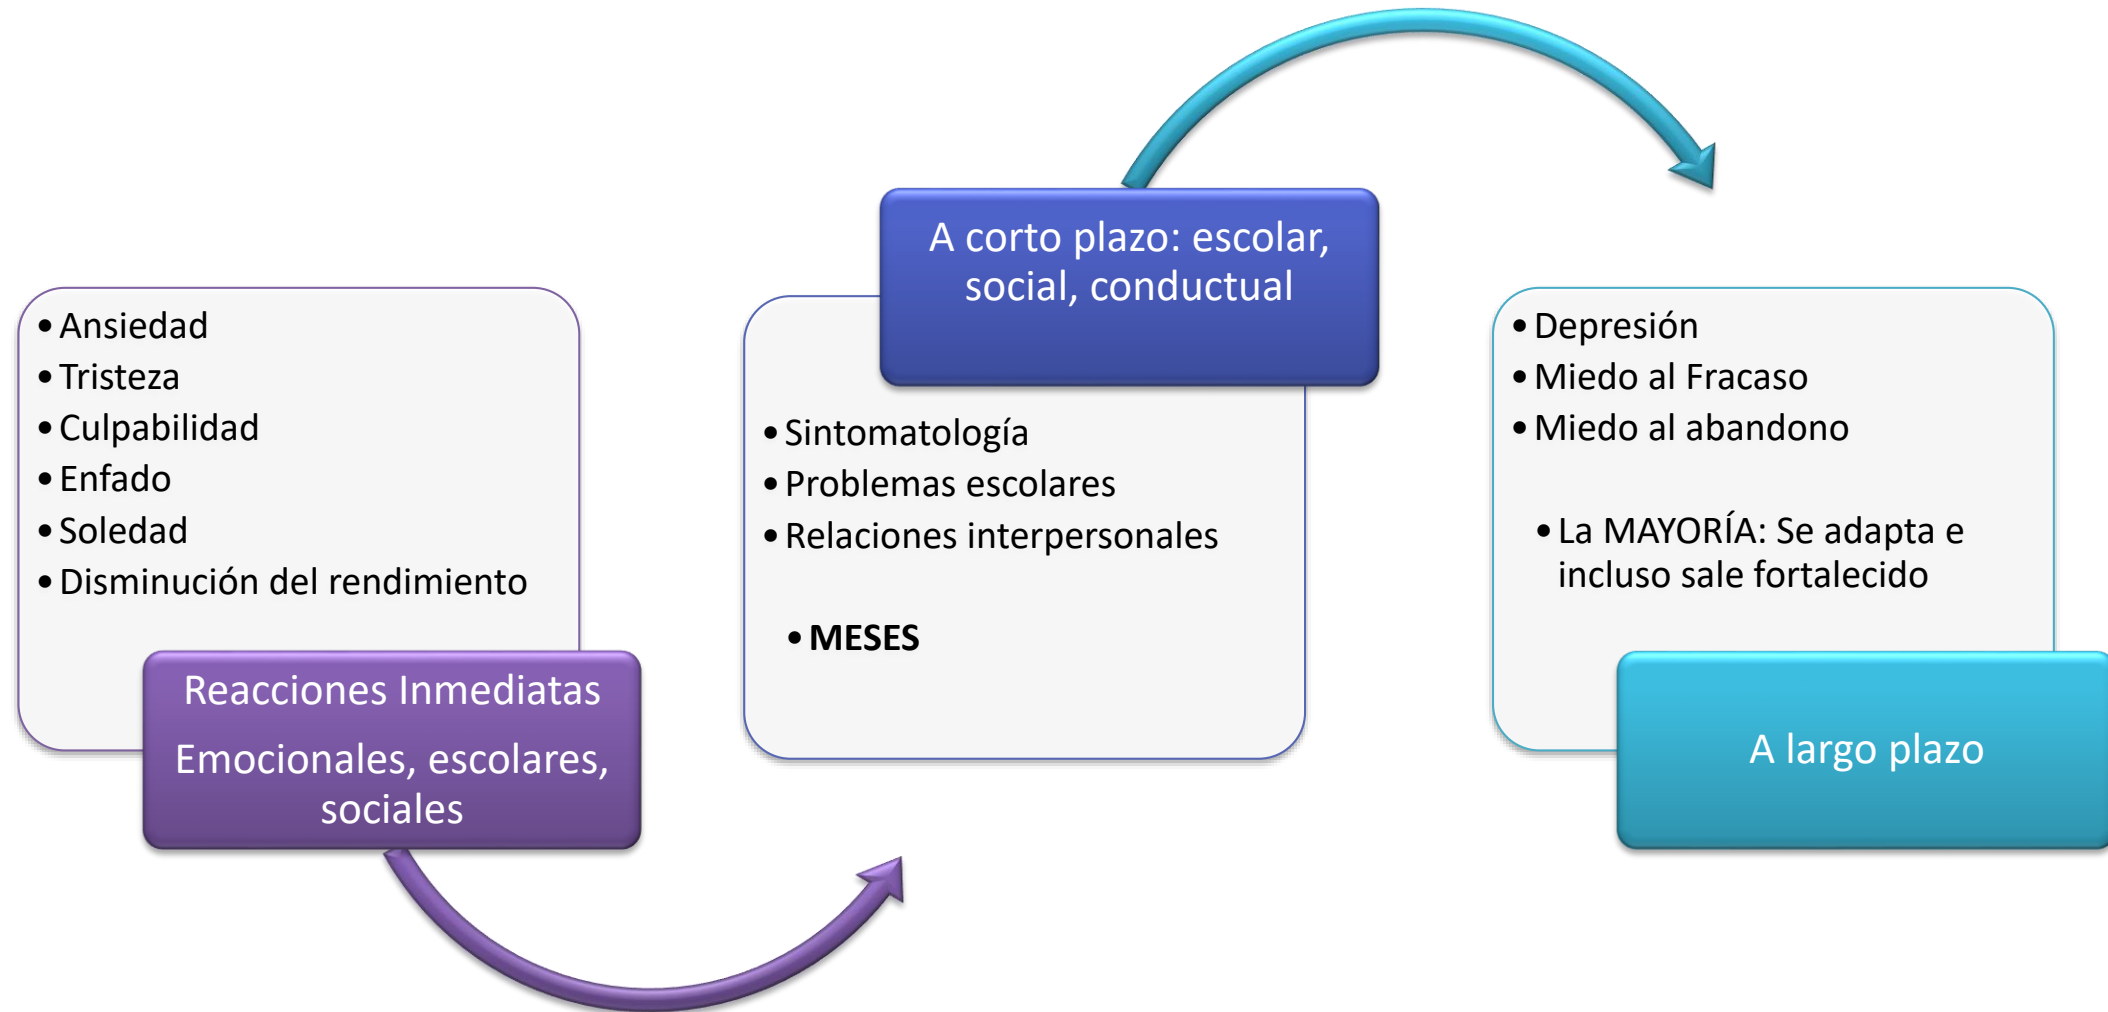 • Ansiedad
• Tristeza
• Culpabilidad
• Enfado
• Soledad
• Disminución del rendimiento
Reacciones Inmediatas
Emocionales, escolares,
sociales
A corto plazo: escolar,
social, conductual
• Sintomatología
• Problemas escolares
• Relaciones interpersonales
• MESES
• Depresión
• Miedo al Fracaso
• Miedo al abandono
• La MAYORÍA: Se adapta e
incluso sale fortalecido
A largo plazo